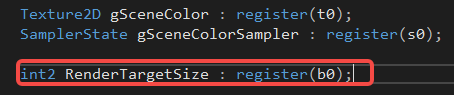 Texture2D gSceneColor : register(t0);
SamplerState gSceneColorSampler : register(s0);
int2 RenderTargetSize : register(b0);